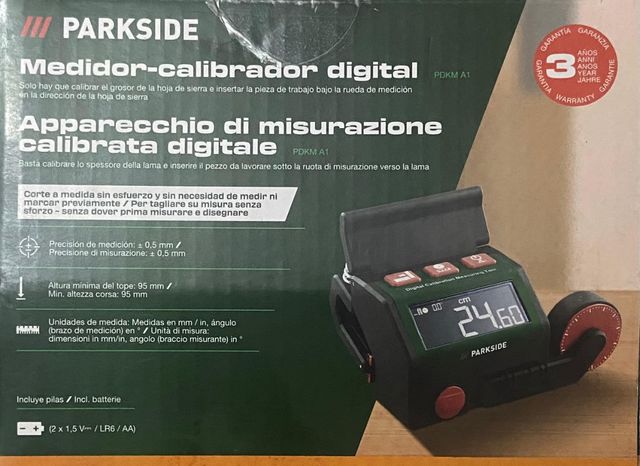 /// PARKSIDE
Medidor-calibrador digital PDKM A1
Solo hay que calibrar el grosor de la hoja de sierra e insertar la pieza de trabajo bajo la rueda de medición
en la dirección de la hoja de sierra
Apparecchio di misurazione
calibrata digitale PDKM A1
Basta calibrare lo spessore della lama e inserire il pezzo da lavorare sotto la ruota di misurazione verso la lama
Corte a medida sin esfuerzo y sin necesidad de medir ni
marcar previamente / Per tagliare su misura senza
sforzo – senza dover prima misurare e disegnare
Precisión de medición: ± 0,5 mm /
Precisione di misurazione: ± 0,5 mm
Altura mínima del tope: 95 mm /
Min. altezza corsa: 95 mm
Unidades de medida: Medidas en mm / in, ángulo
(brazo de medición) en ° / Unità di misura:
dimensioni in mm/in, angolo (braccio misurante) in °
Incluye pilas / Incl. batterie
(2 x 1,5 V⎓ / LR6 / AA)
GARANTÍA GARANZIA
3 AÑOS
ANNI
ANOS
YEAR
JAHRE
GARANTIA WARRANTY GARANTIE
Digital Calibrative Measuring Tool
cm
24.60
/// PARKSIDE